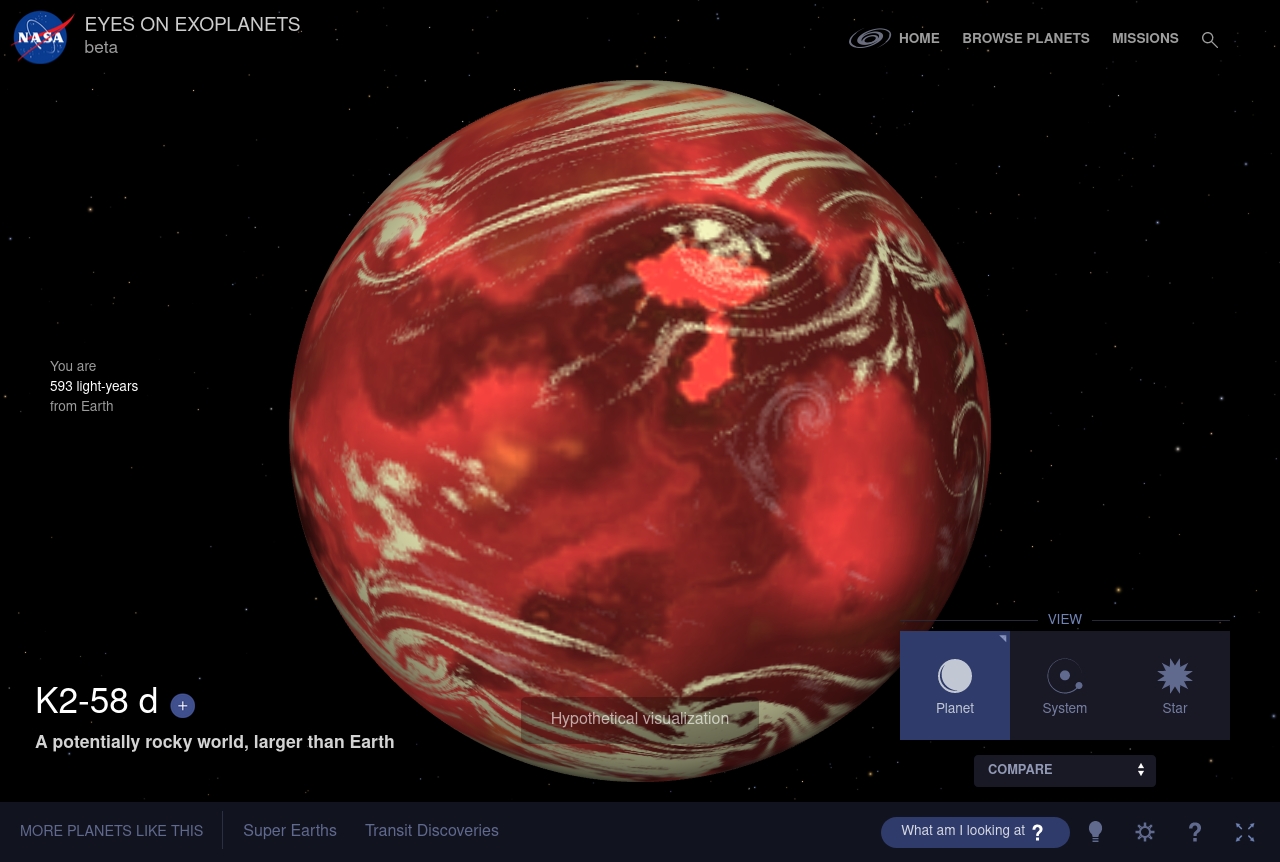 NASA
EYES ON EXOPLANETS
beta
HOME
BROWSE PLANETS
MISSIONS
You are
593 light-years
from Earth
VIEW
Planet
System
Star
K2-58 d +
A potentially rocky world, larger than Earth
Hypothetical visualization
COMPARE
MORE PLANETS LIKE THIS
Super Earths
Transit Discoveries
What am I looking at ?
?